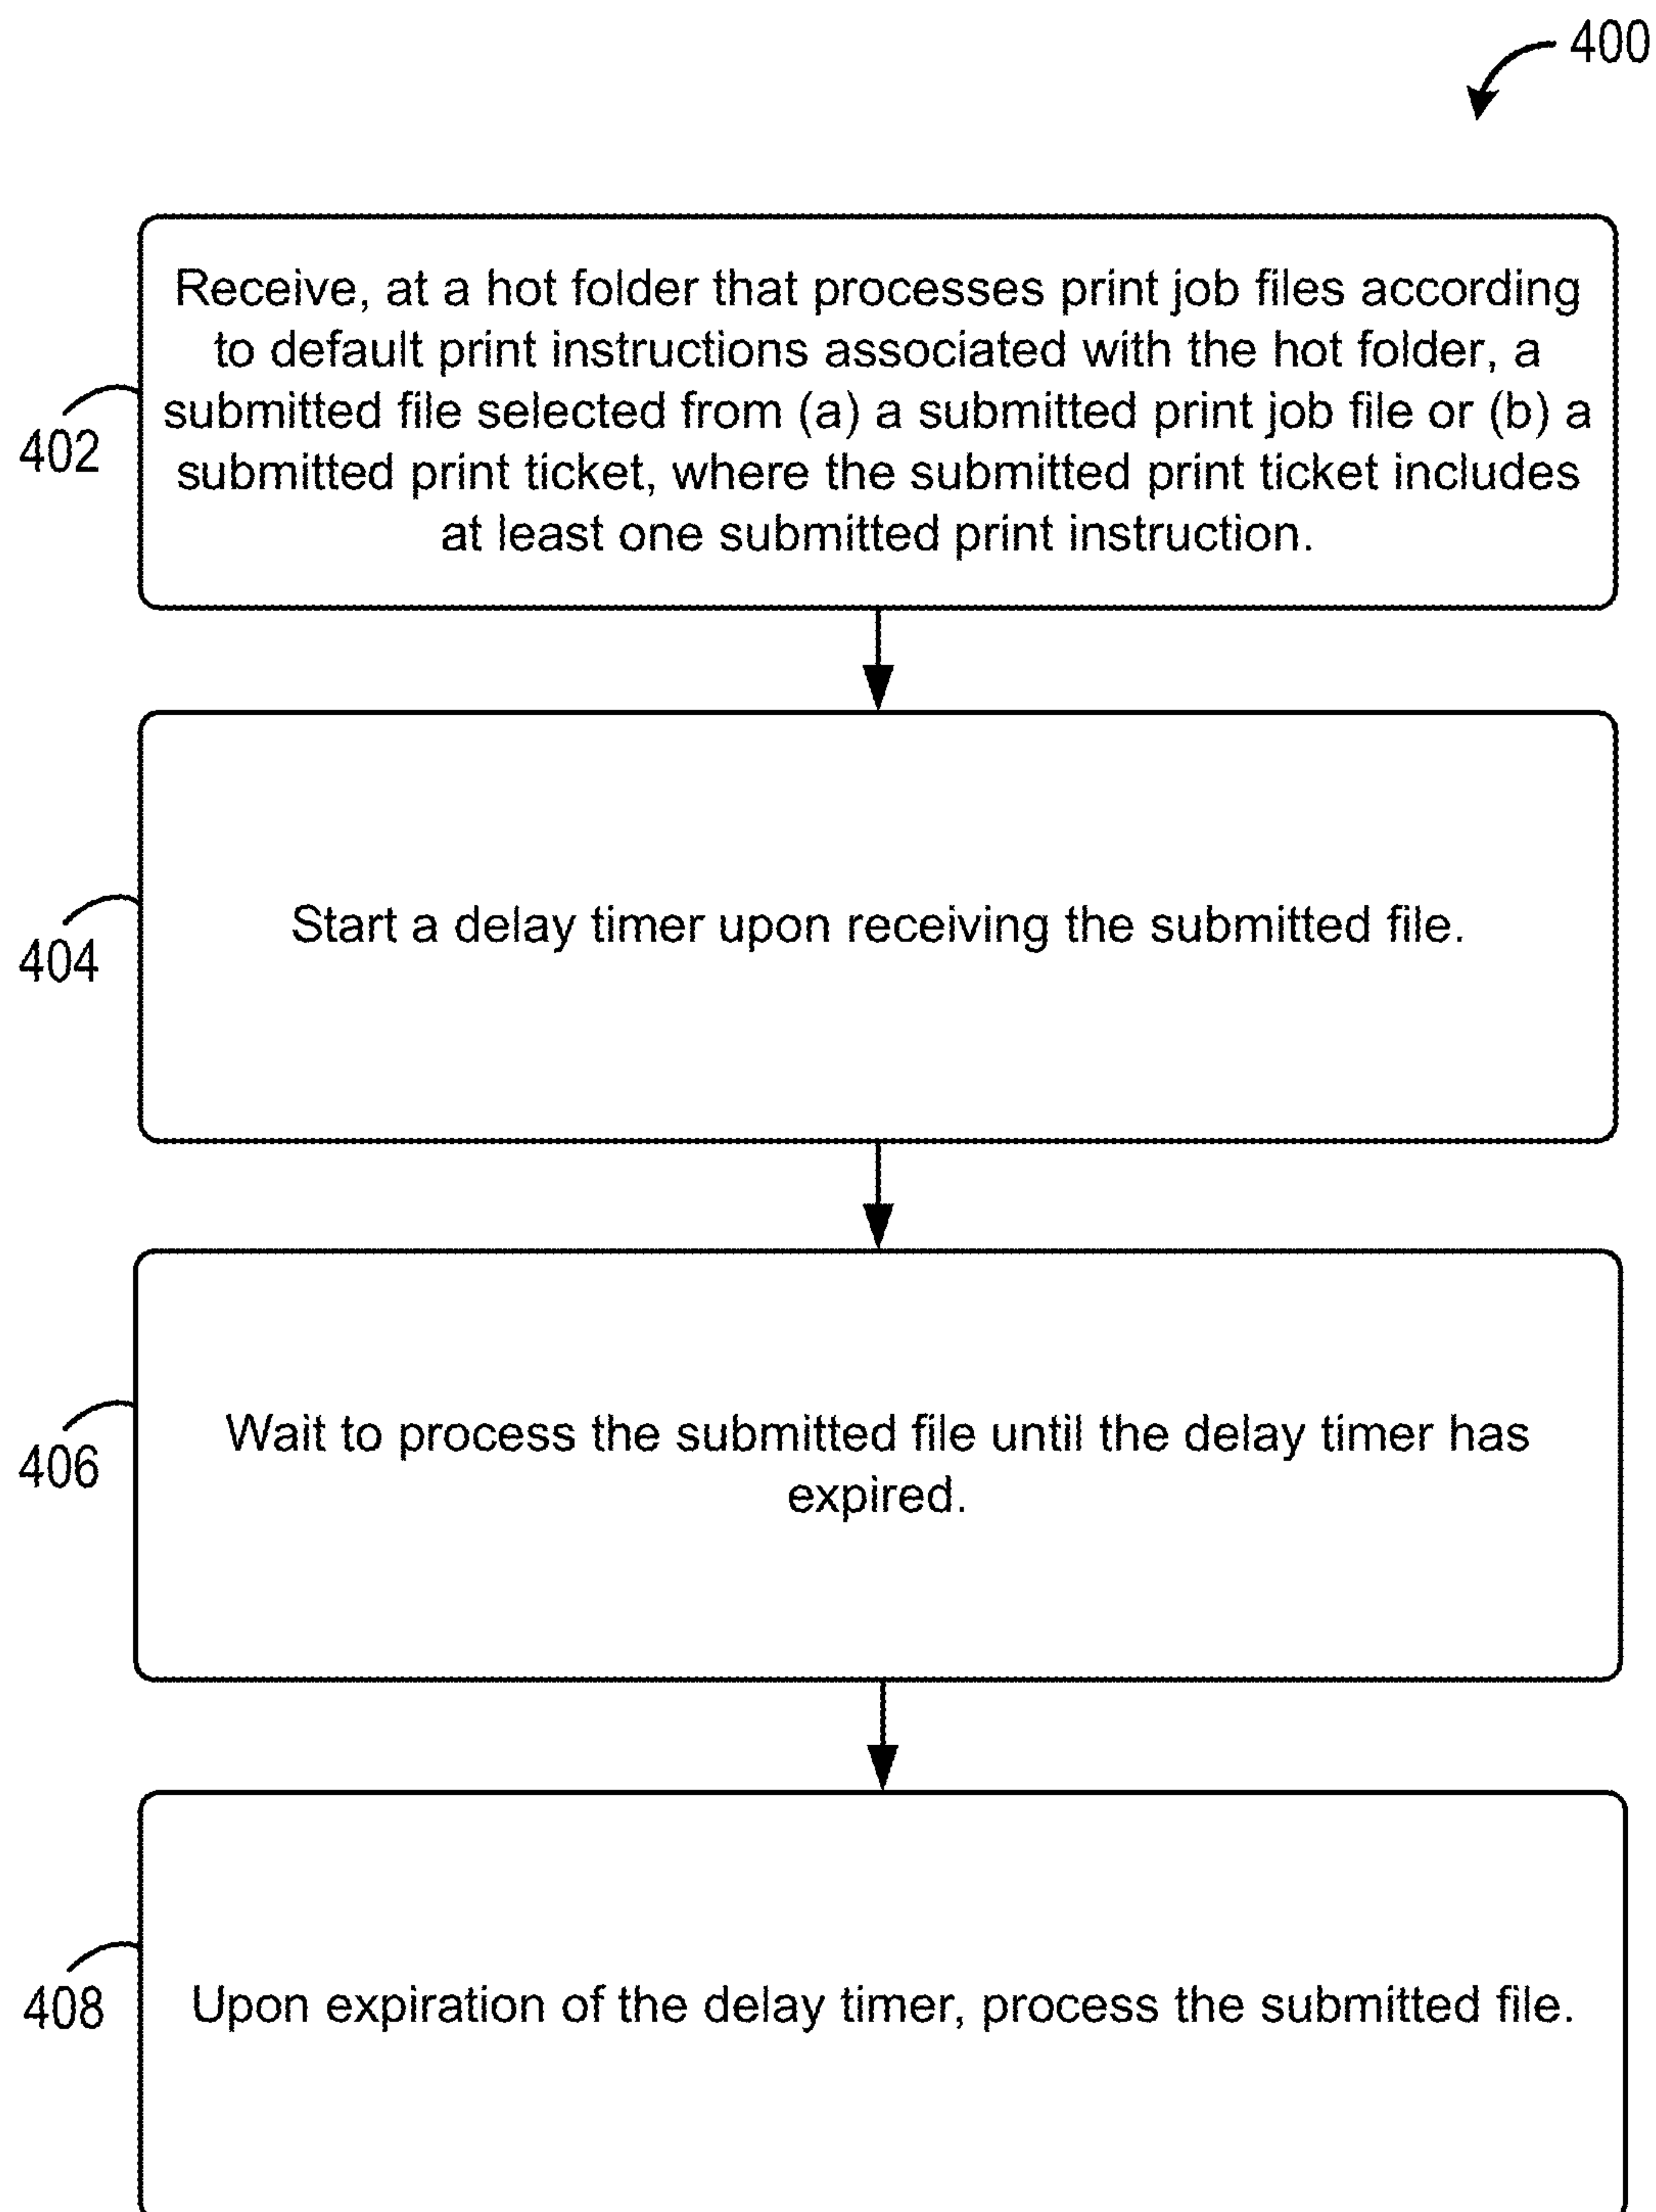 400
Receive, at a hot folder that processes print job files according
to default print instructions associated with the hot folder, a
submitted file selected from (a) a submitted print job file or (b) a
submitted print ticket, where the submitted print ticket includes
at least one submitted print instruction.
402
Start a delay timer upon receiving the submitted file.
404
Wait to process the submitted file until the delay timer has
expired.
406
Upon expiration of the delay timer, process the submitted file.
408